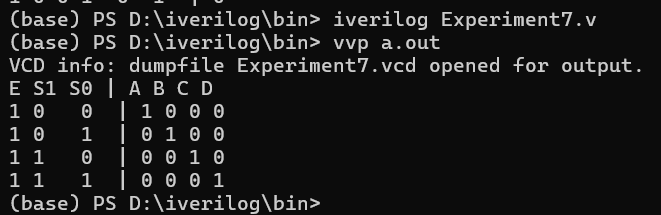 (base) PS D:\iverilog\bin> iverilog Experiment7.v
(base) PS D:\iverilog\bin> vvp a.out
VCD info: dumpfile Experiment7.vcd opened for output.
E S1 S0 | A B C D
1 0   0  | 1 0 0 0
1 0   1  | 0 1 0 0
1 1   0  | 0 0 1 0
1 1   1  | 0 0 0 1
(base) PS D:\iverilog\bin>